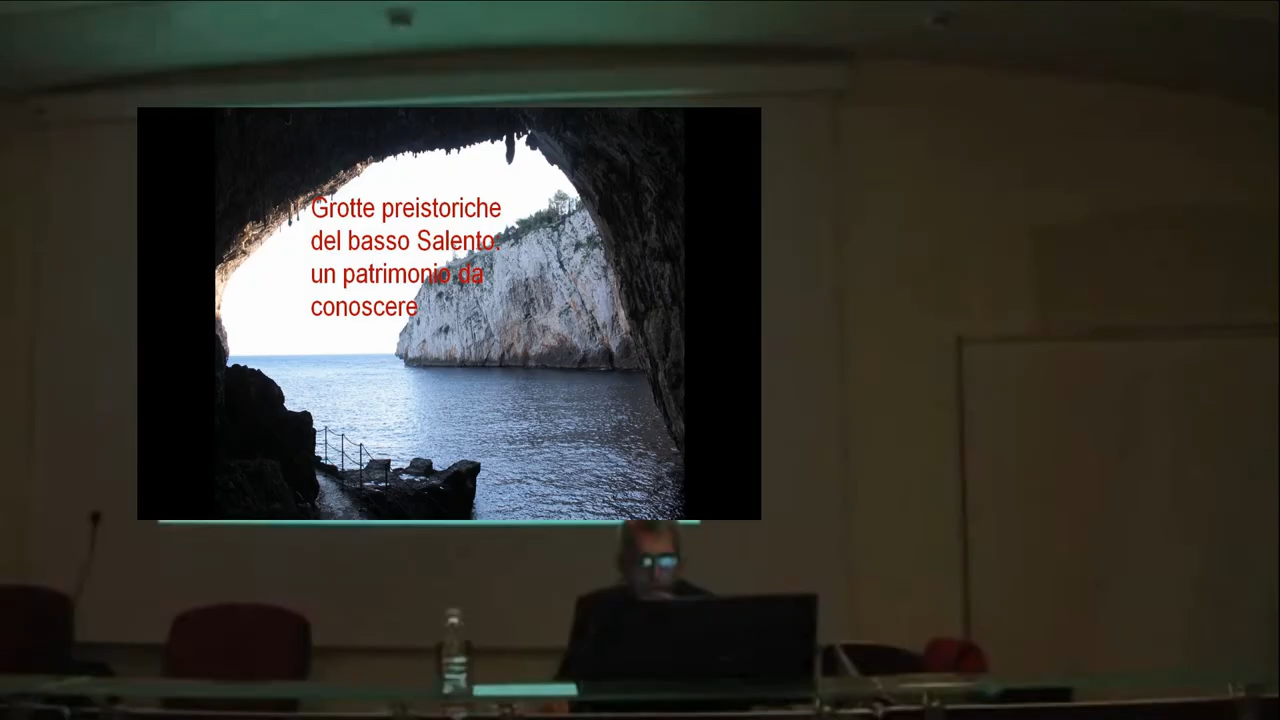 Grotte preistoriche
del basso Salento:
un patrimonio da
conoscere